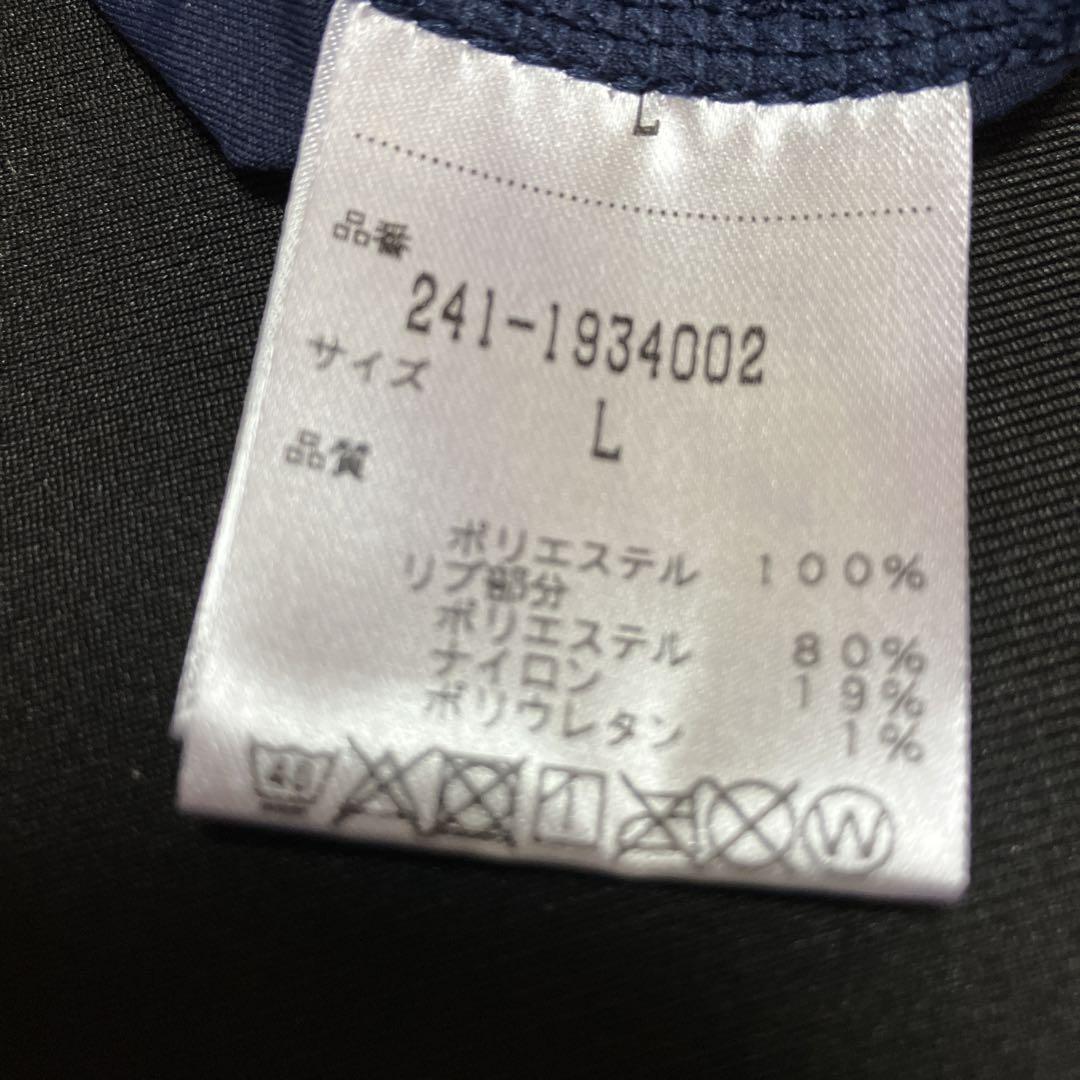 L
品番
241-1934002
サイズ
L
品質
ポリエステル 100%
リブ部分
ポリエステル 80%
ナイロン 19%
ポリウレタン 1%
40
W